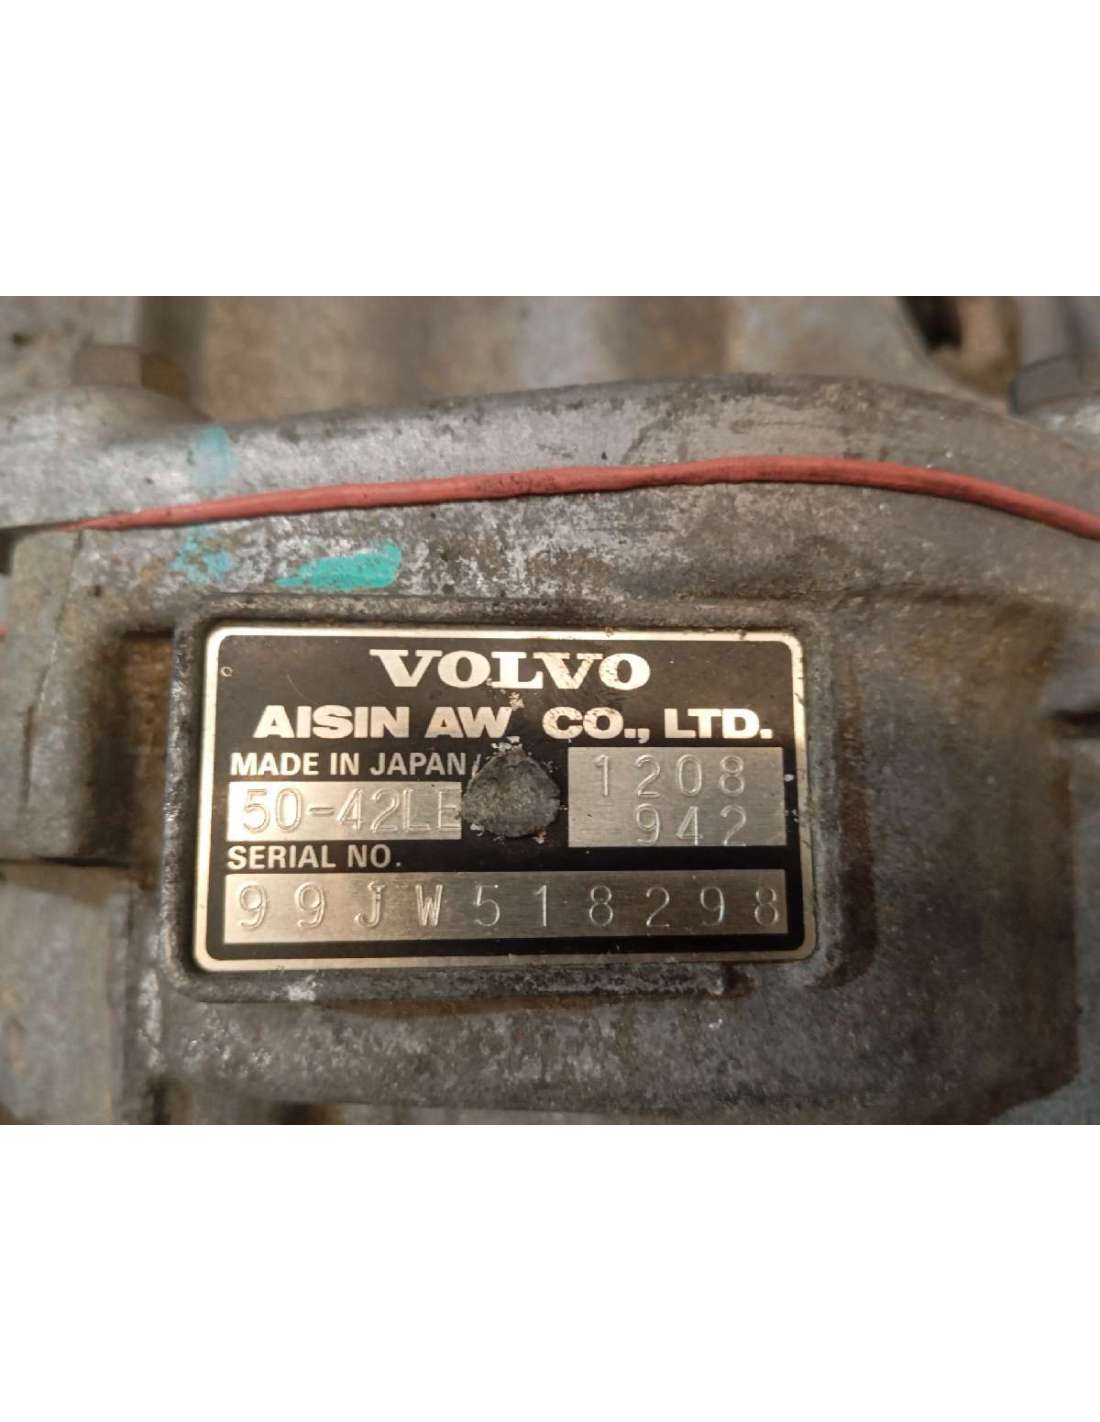 VOLVO
AISIN AW CO., LTD.
MADE IN JAPAN
1208
50-42LE
942
SERIAL NO.
99JW518298